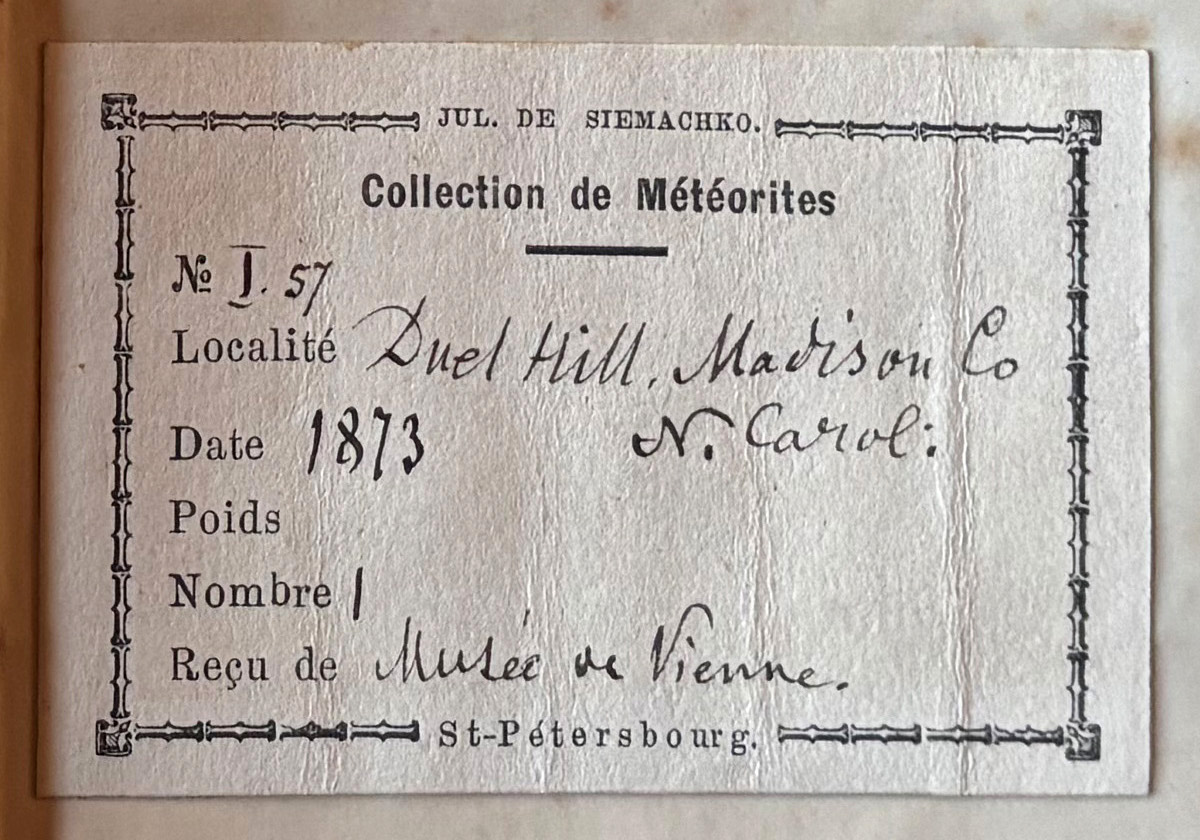 JUL. DE SIEMACHKO.
Collection de Météorites
№ I. 57
Localité Duel Hill, Madison Co
Date 1873 N. Carol:
Poids
Nombre 1
Reçu de Musée de Vienne.
St-Pétersbourg.